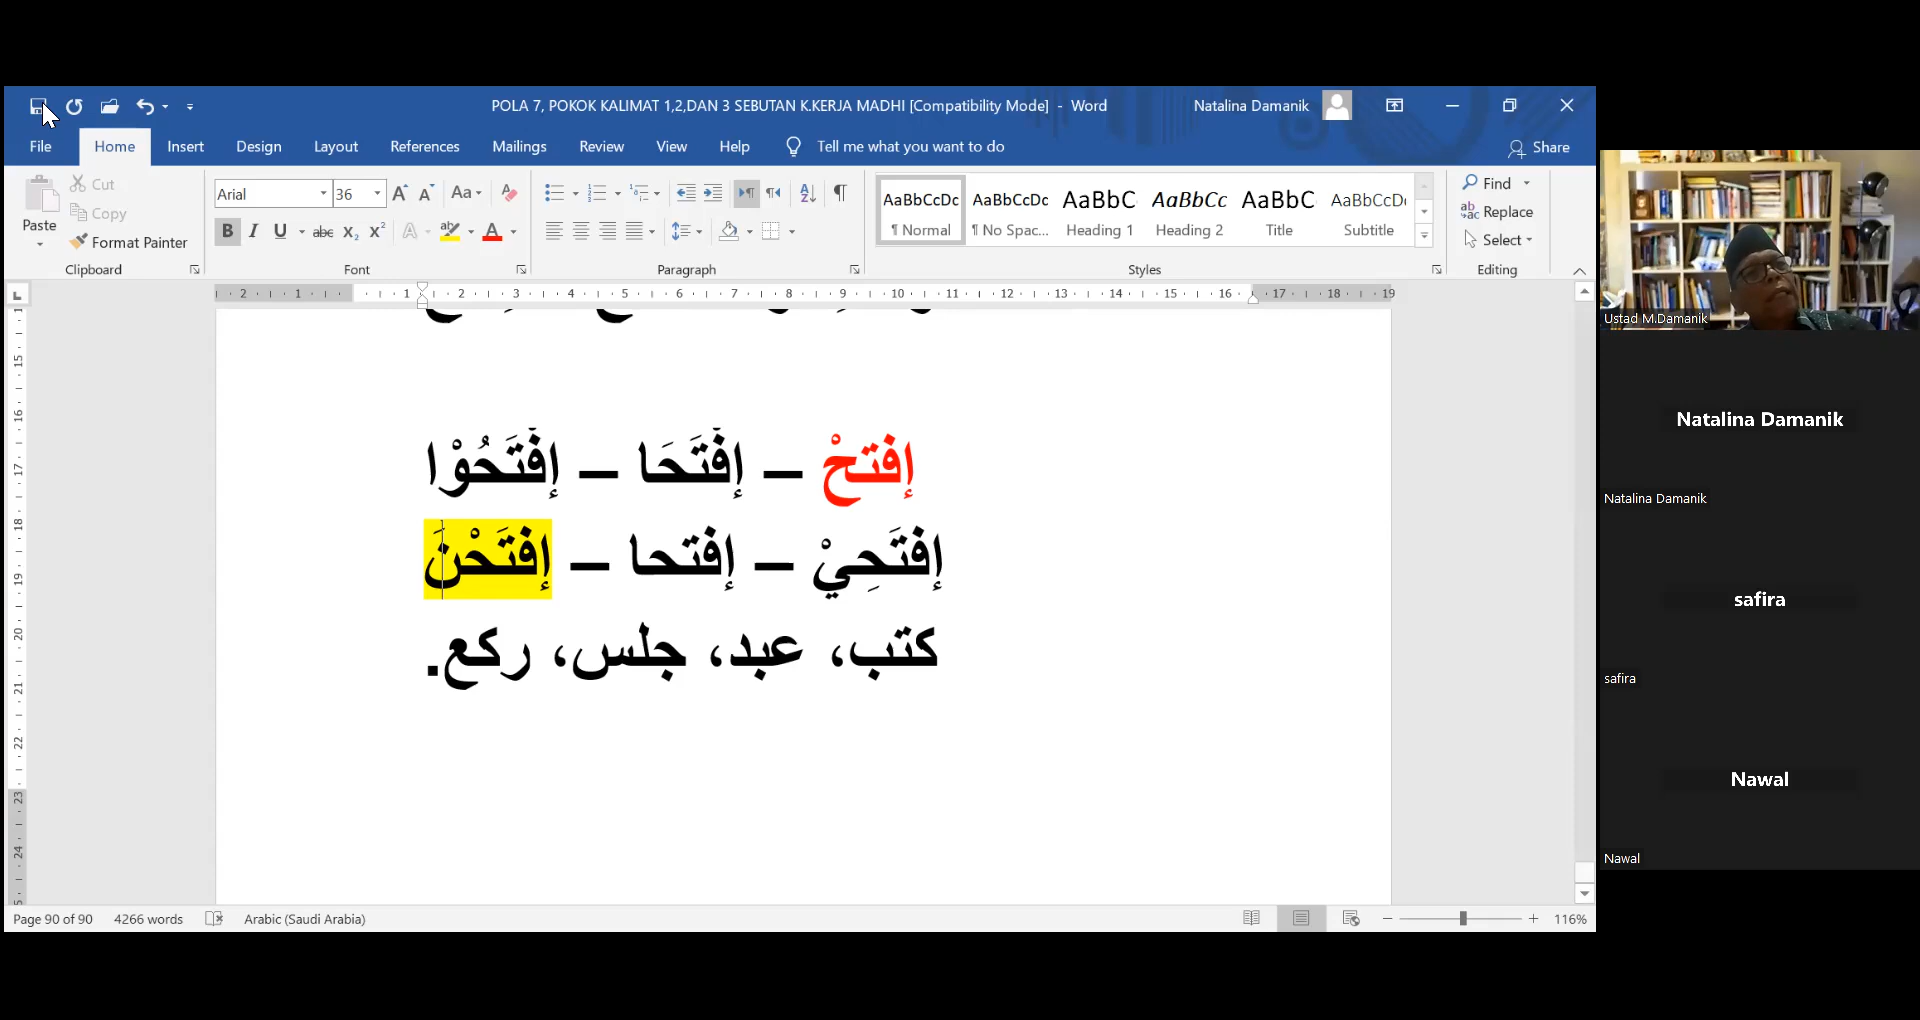 POLA 7, POKOK KALIMAT 1,2,DAN 3 SEBUTAN K.KERJA MADHI [Compatibility Mode] - Word
Natalina Damanik
File Home Insert Design Layout References Mailings Review View Help Tell me what you want to do Share
Paste
Cut
Copy
Format Painter
Clipboard
Arial 36
Font
Paragraph
AaBbCcDc AaBbCcDc AaBbC AaBbCc AaBbC AaBbCcD
¶ Normal ¶ No Spac... Heading 1 Heading 2 Title Subtitle
Styles
Find
Replace
Select
Editing
إفتحْ – إفْتَحَا – إفْتَحُوْا
إفتَحِيْ – إفتحا – إفتَحْنَ
كتب، عبد، جلس، ركع.
Page 90 of 90 4266 words Arabic (Saudi Arabia) 116%
Ustad M.Damanik
Natalina Damanik
Natalina Damanik
safira
safira
Nawal
Nawal